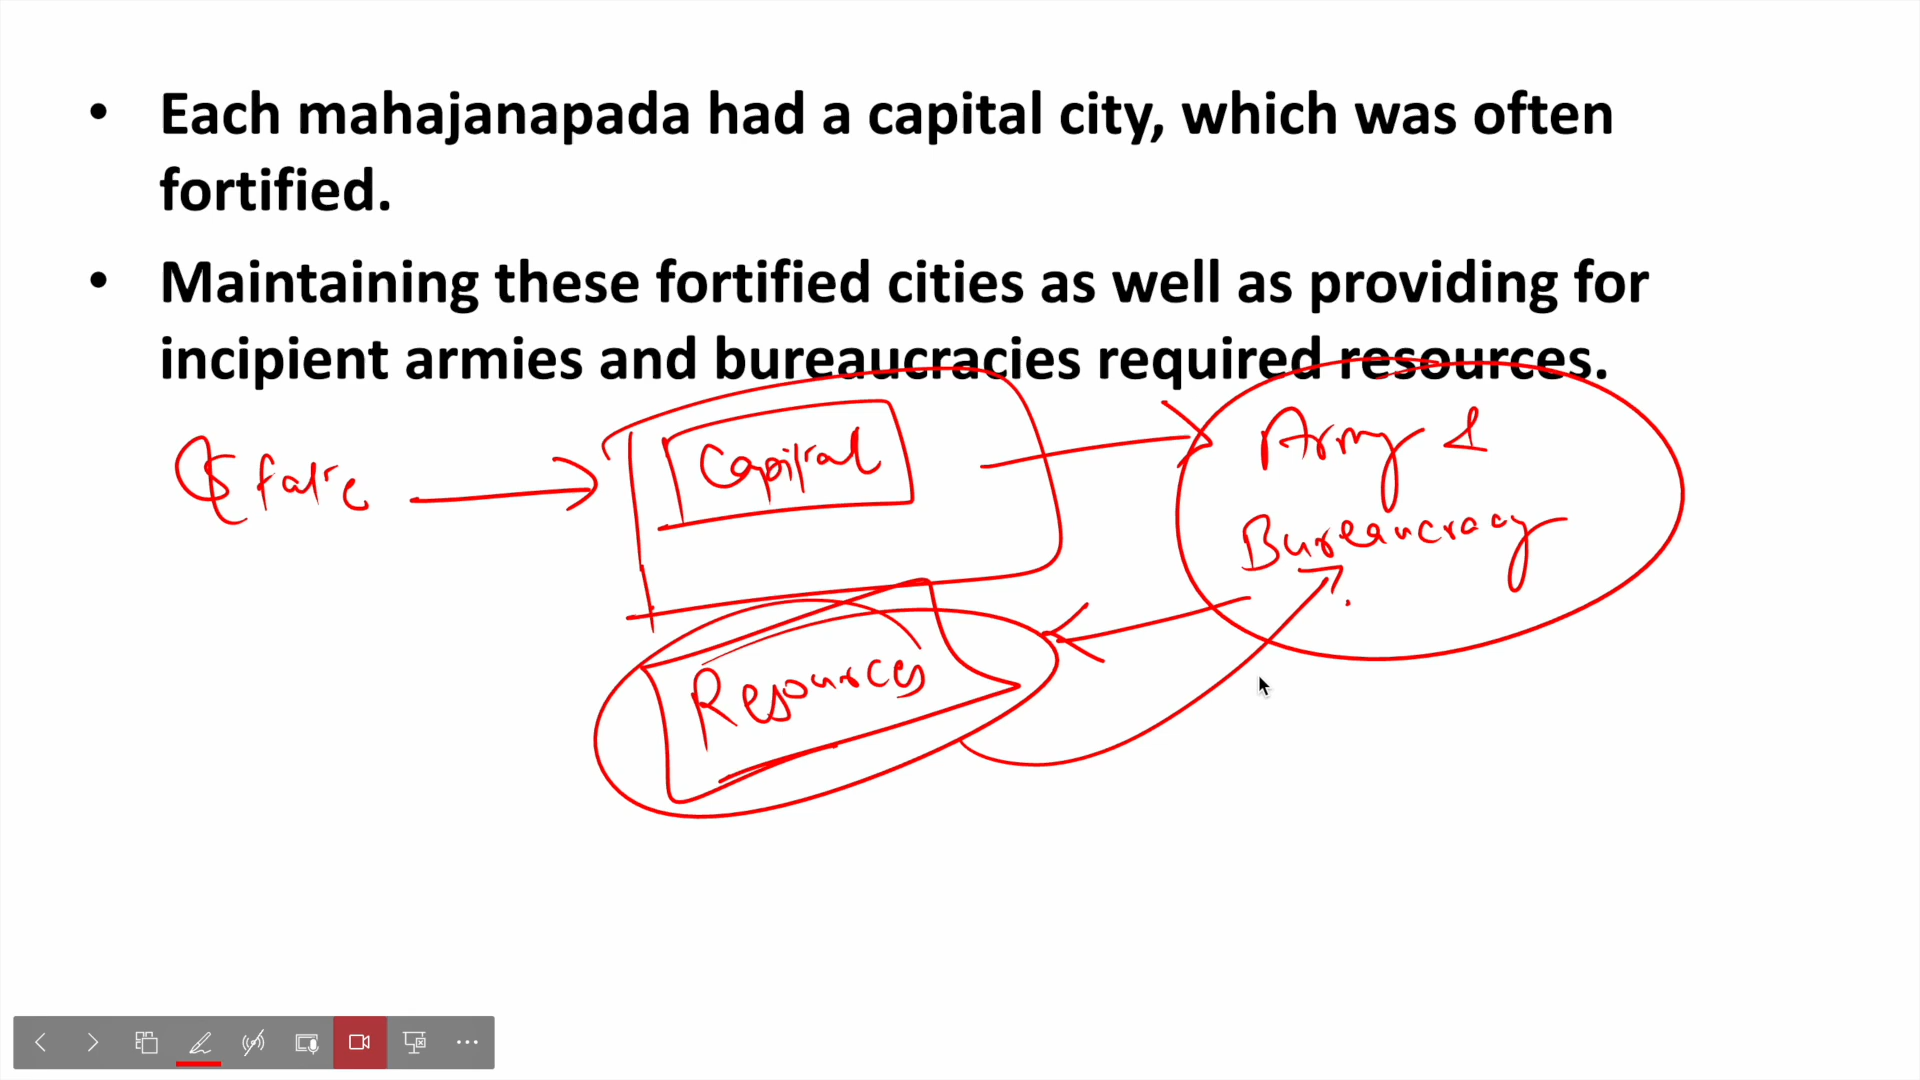 • Each mahajanapada had a capital city, which was often
fortified.
• Maintaining these fortified cities as well as providing for
incipient armies and bureaucracies required resources.
State
Capital
Army &
Bureaucracy
Resources